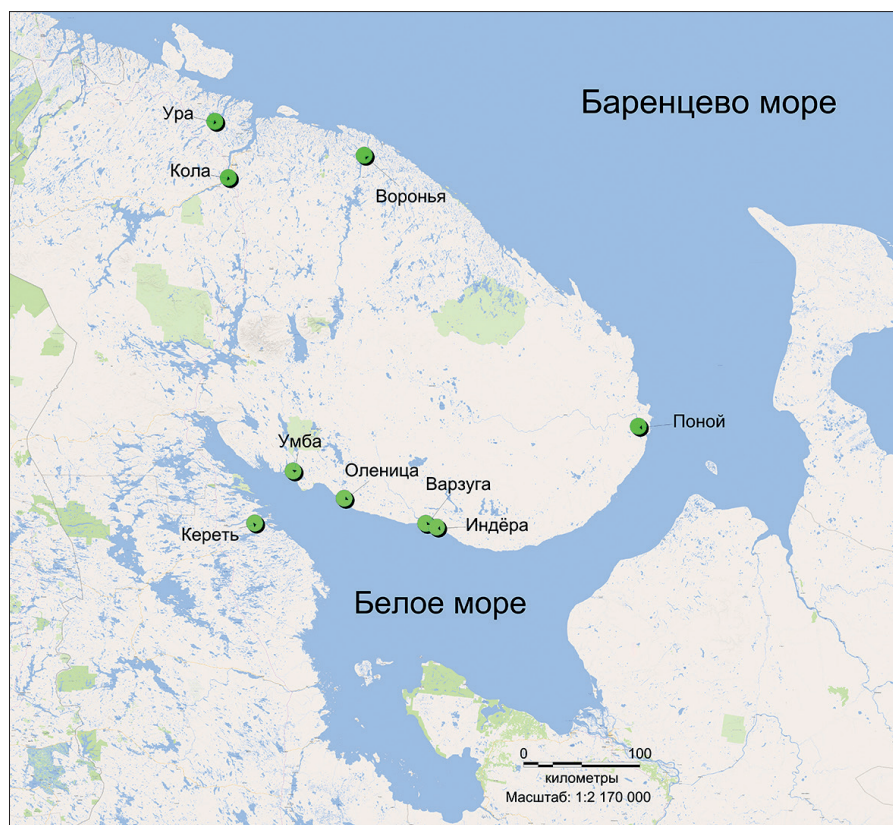 Баренцево море
Ура
Кола
Воронья
Поной
Умба
Оленица
Варзуга
Индёра
Кереть
Белое море
0 100
километры
Масштаб: 1:2 170 000